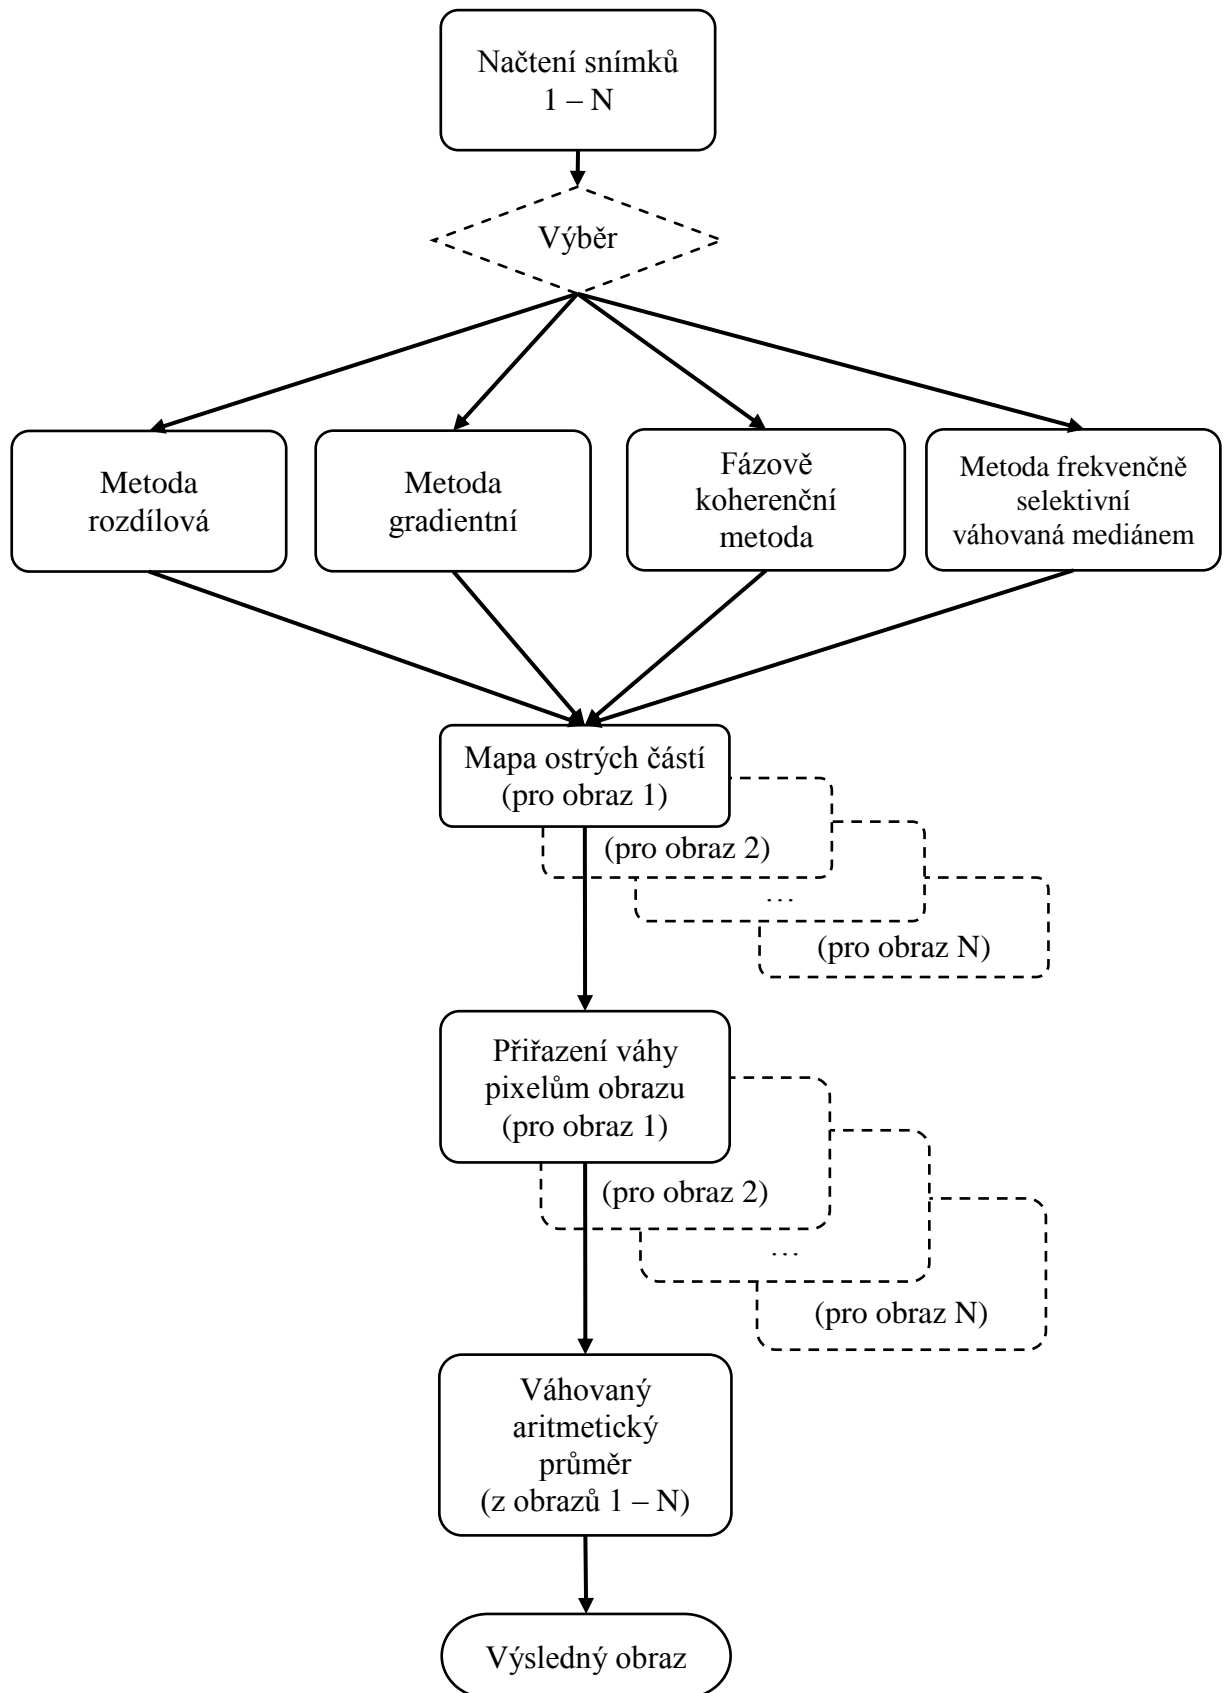 Načtení snímků
1 – N
Výběr
Metoda
rozdílová
Metoda
gradientní
Fázově
koherenční
metoda
Metoda frekvenčně
selektivní
váhovaná mediánem
Mapa ostrých částí
(pro obraz 1)
(pro obraz 2)
…
(pro obraz N)
Přiřazení váhy
pixelům obrazu
(pro obraz 1)
(pro obraz 2)
…
(pro obraz N)
Váhovaný
aritmetický
průměr
(z obrazů 1 – N)
Výsledný obraz